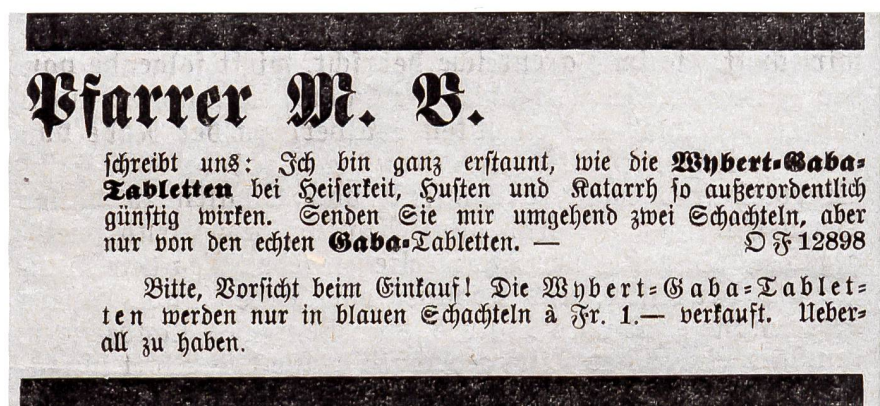 Pfarrer M. B.
schreibt uns: Ich bin ganz erstaunt, wie die Wybert-Gaba-
Tabletten bei Heiserkeit, Husten und Katarrh so außerordentlich
günstig wirken. Senden Sie mir umgehend zwei Schachteln, aber
nur von den echten Gaba-Tabletten. — O F 12898
Bitte, Vorsicht beim Einkauf! Die Wybert-Gaba-Tablet-
ten werden nur in blauen Schachteln à Fr. 1.— verkauft. Ueber-
all zu haben.